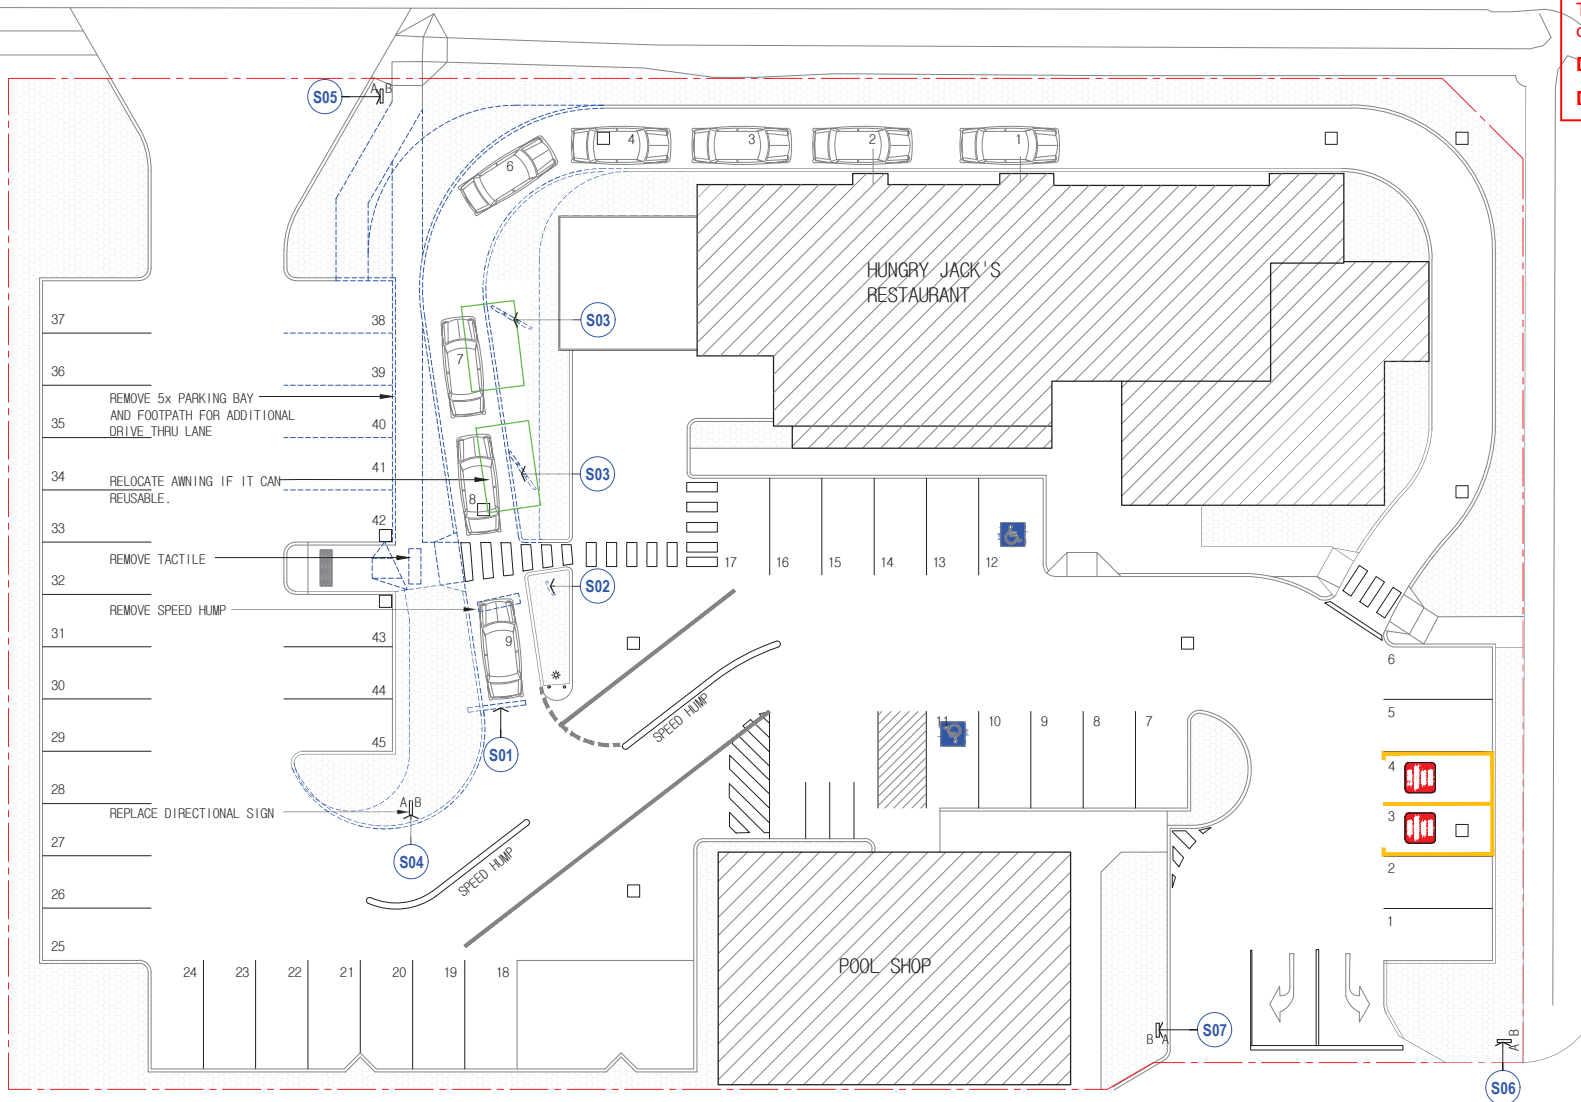 S05
A B
6
4
3
2
1
HUNGRY JACK'S
RESTAURANT
S03
7
37
38
36
39
REMOVE 5x PARKING BAY
AND FOOTPATH FOR ADDITIONAL
DRIVE THRU LANE
35
40
34
41
RELOCATE AWNING IF IT CAN
REUSABLE.
8
S03
33
42
REMOVE TACTILE
17
16
15
14
13
12
32
S02
REMOVE SPEED HUMP
31
43
9
30
44
29
45
S01
SPEED HUMP
11
10
9
8
7
6
5
4
3
2
1
28
REPLACE DIRECTIONAL SIGN
A B
S04
27
SPEED HUMP
26
25
24
23
22
21
20
19
18
POOL SHOP
B A
S07
A B
S06